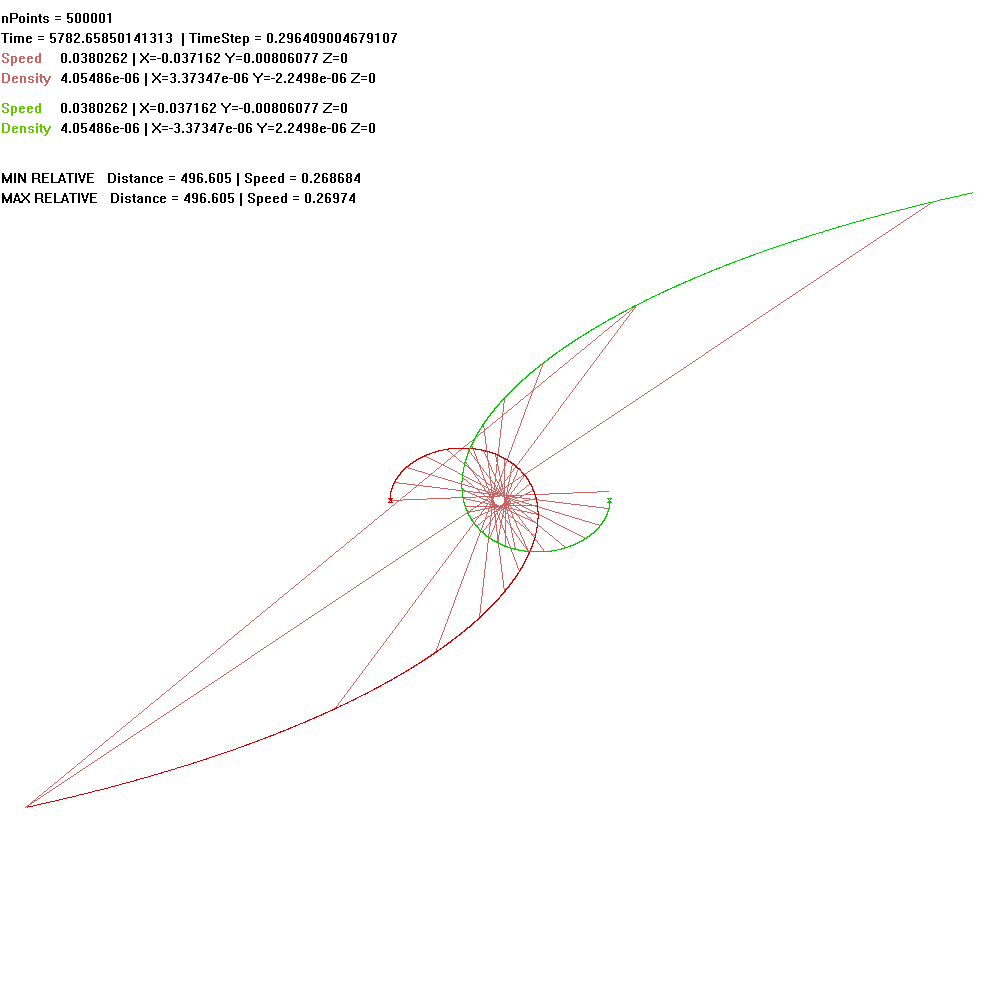 nPoints = 500001
Time = 5782.65850141313 | TimeStep = 0.296409004679107
Speed 0.0380262 | X=-0.037162 Y=0.00806077 Z=0
Density 4.05486e-06 | X=3.37347e-06 Y=-2.2498e-06 Z=0
Speed 0.0380262 | X=0.037162 Y=-0.00806077 Z=0
Density 4.05486e-06 | X=-3.37347e-06 Y=2.2498e-06 Z=0
MIN RELATIVE Distance = 496.605 | Speed = 0.268684
MAX RELATIVE Distance = 496.605 | Speed = 0.26974